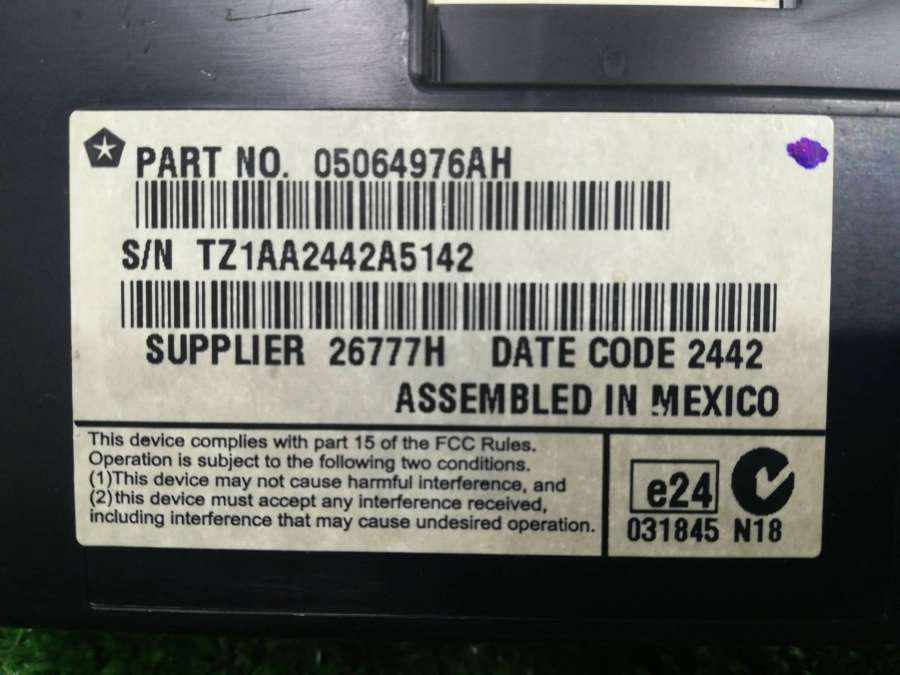 PART NO. 05064976AH
S/N TZ1AA2442A5142
SUPPLIER 26777H DATE CODE 2442
ASSEMBLED IN MEXICO
This device complies with part 15 of the FCC Rules.
Operation is subject to the following two conditions.
(1)This device may not cause harmful interference, and
(2)this device must accept any interference received,
including interference that may cause undesired operation.
e24
031845 N18